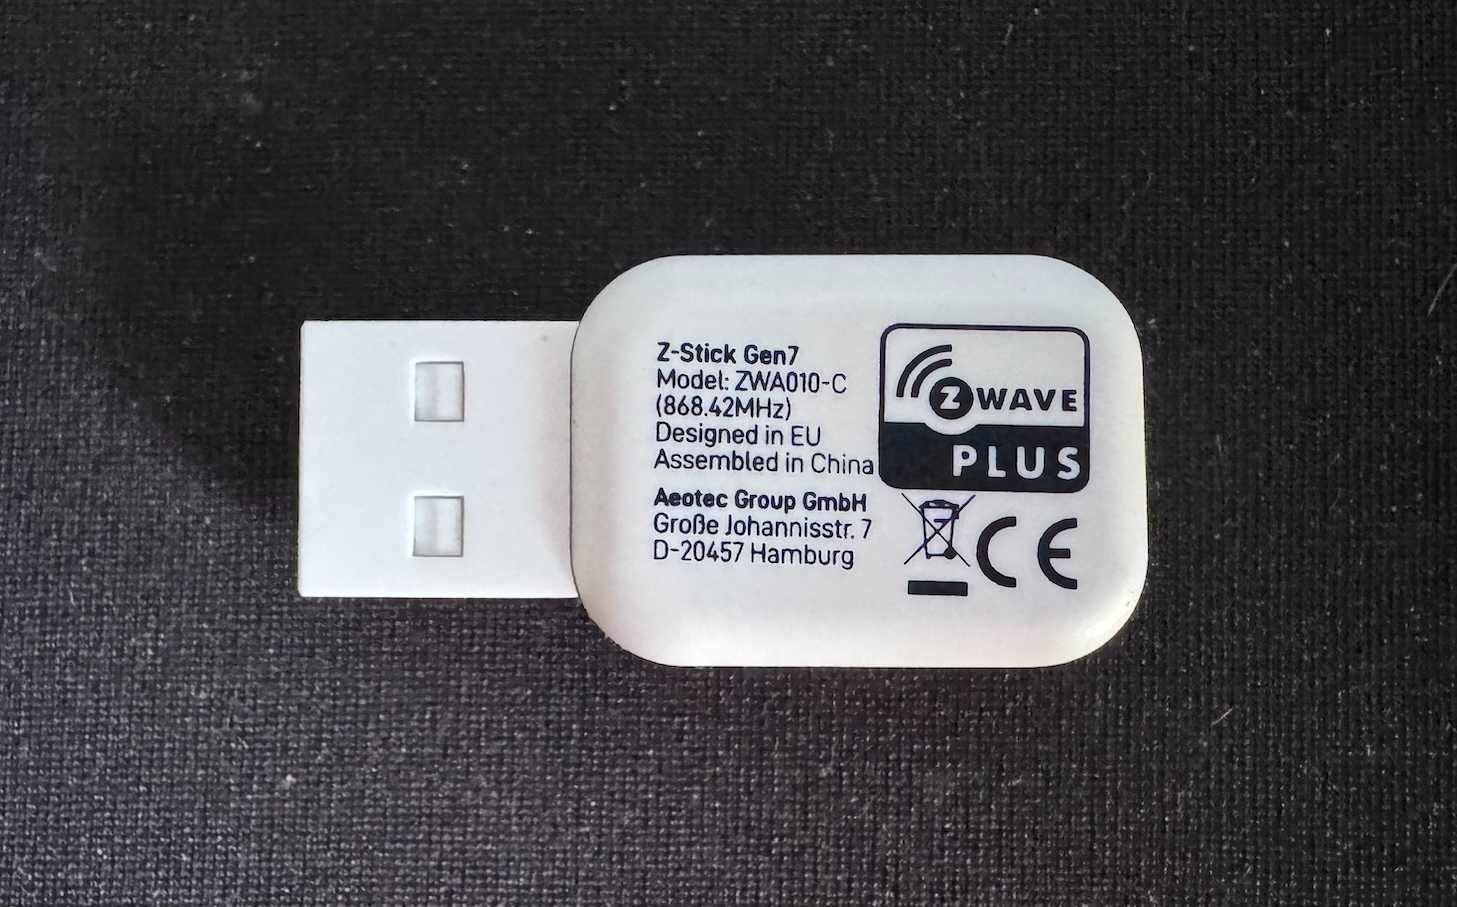 Z-Stick Gen7
Model: ZWA010-C
(868.42MHz)
Designed in EU
Assembled in China
Aeotec Group GmbH
Große Johannisstr. 7
D-20457 Hamburg
Z WAVE
PLUS
CE